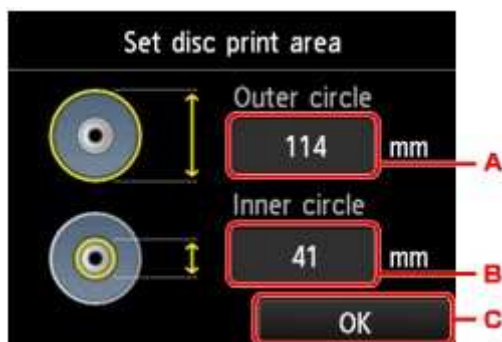 Set disc print area
Outer circle
114 mm A
Inner circle
41 mm B
OK C